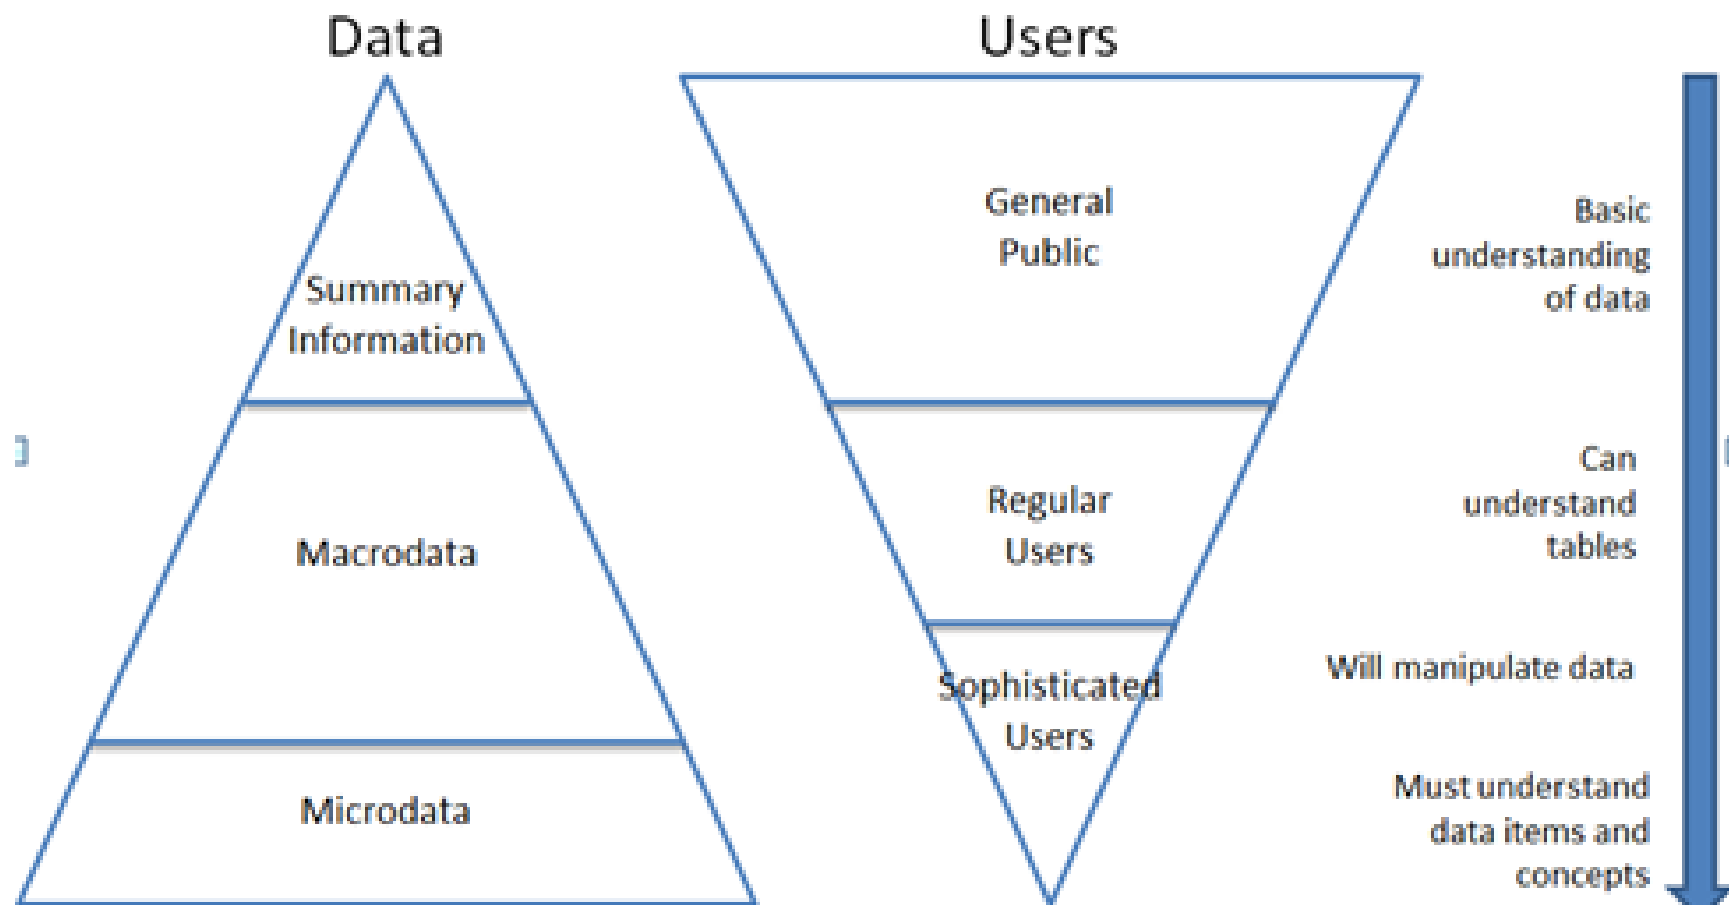 Data
Summary
Information
Macrodata
Microdata
Users
General
Public
Regular
Users
Sophisticated
Users
Basic
understanding
of data
Can
understand
tables
Will manipulate data
Must understand
data items and
concepts